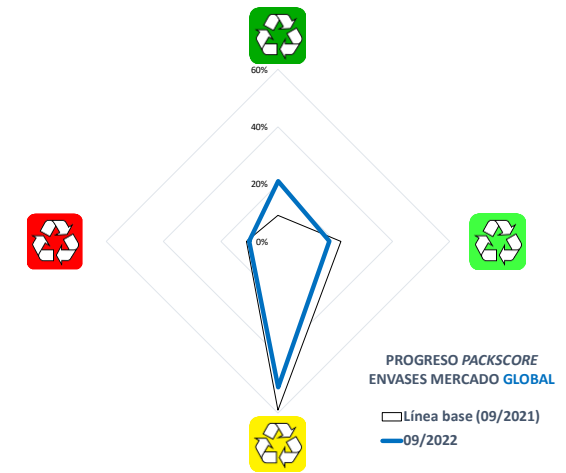 60%
40%
20%
0%
PROGRESO PACKSCORE
ENVASES MERCADO GLOBAL
Línea base (09/2021)
09/2022